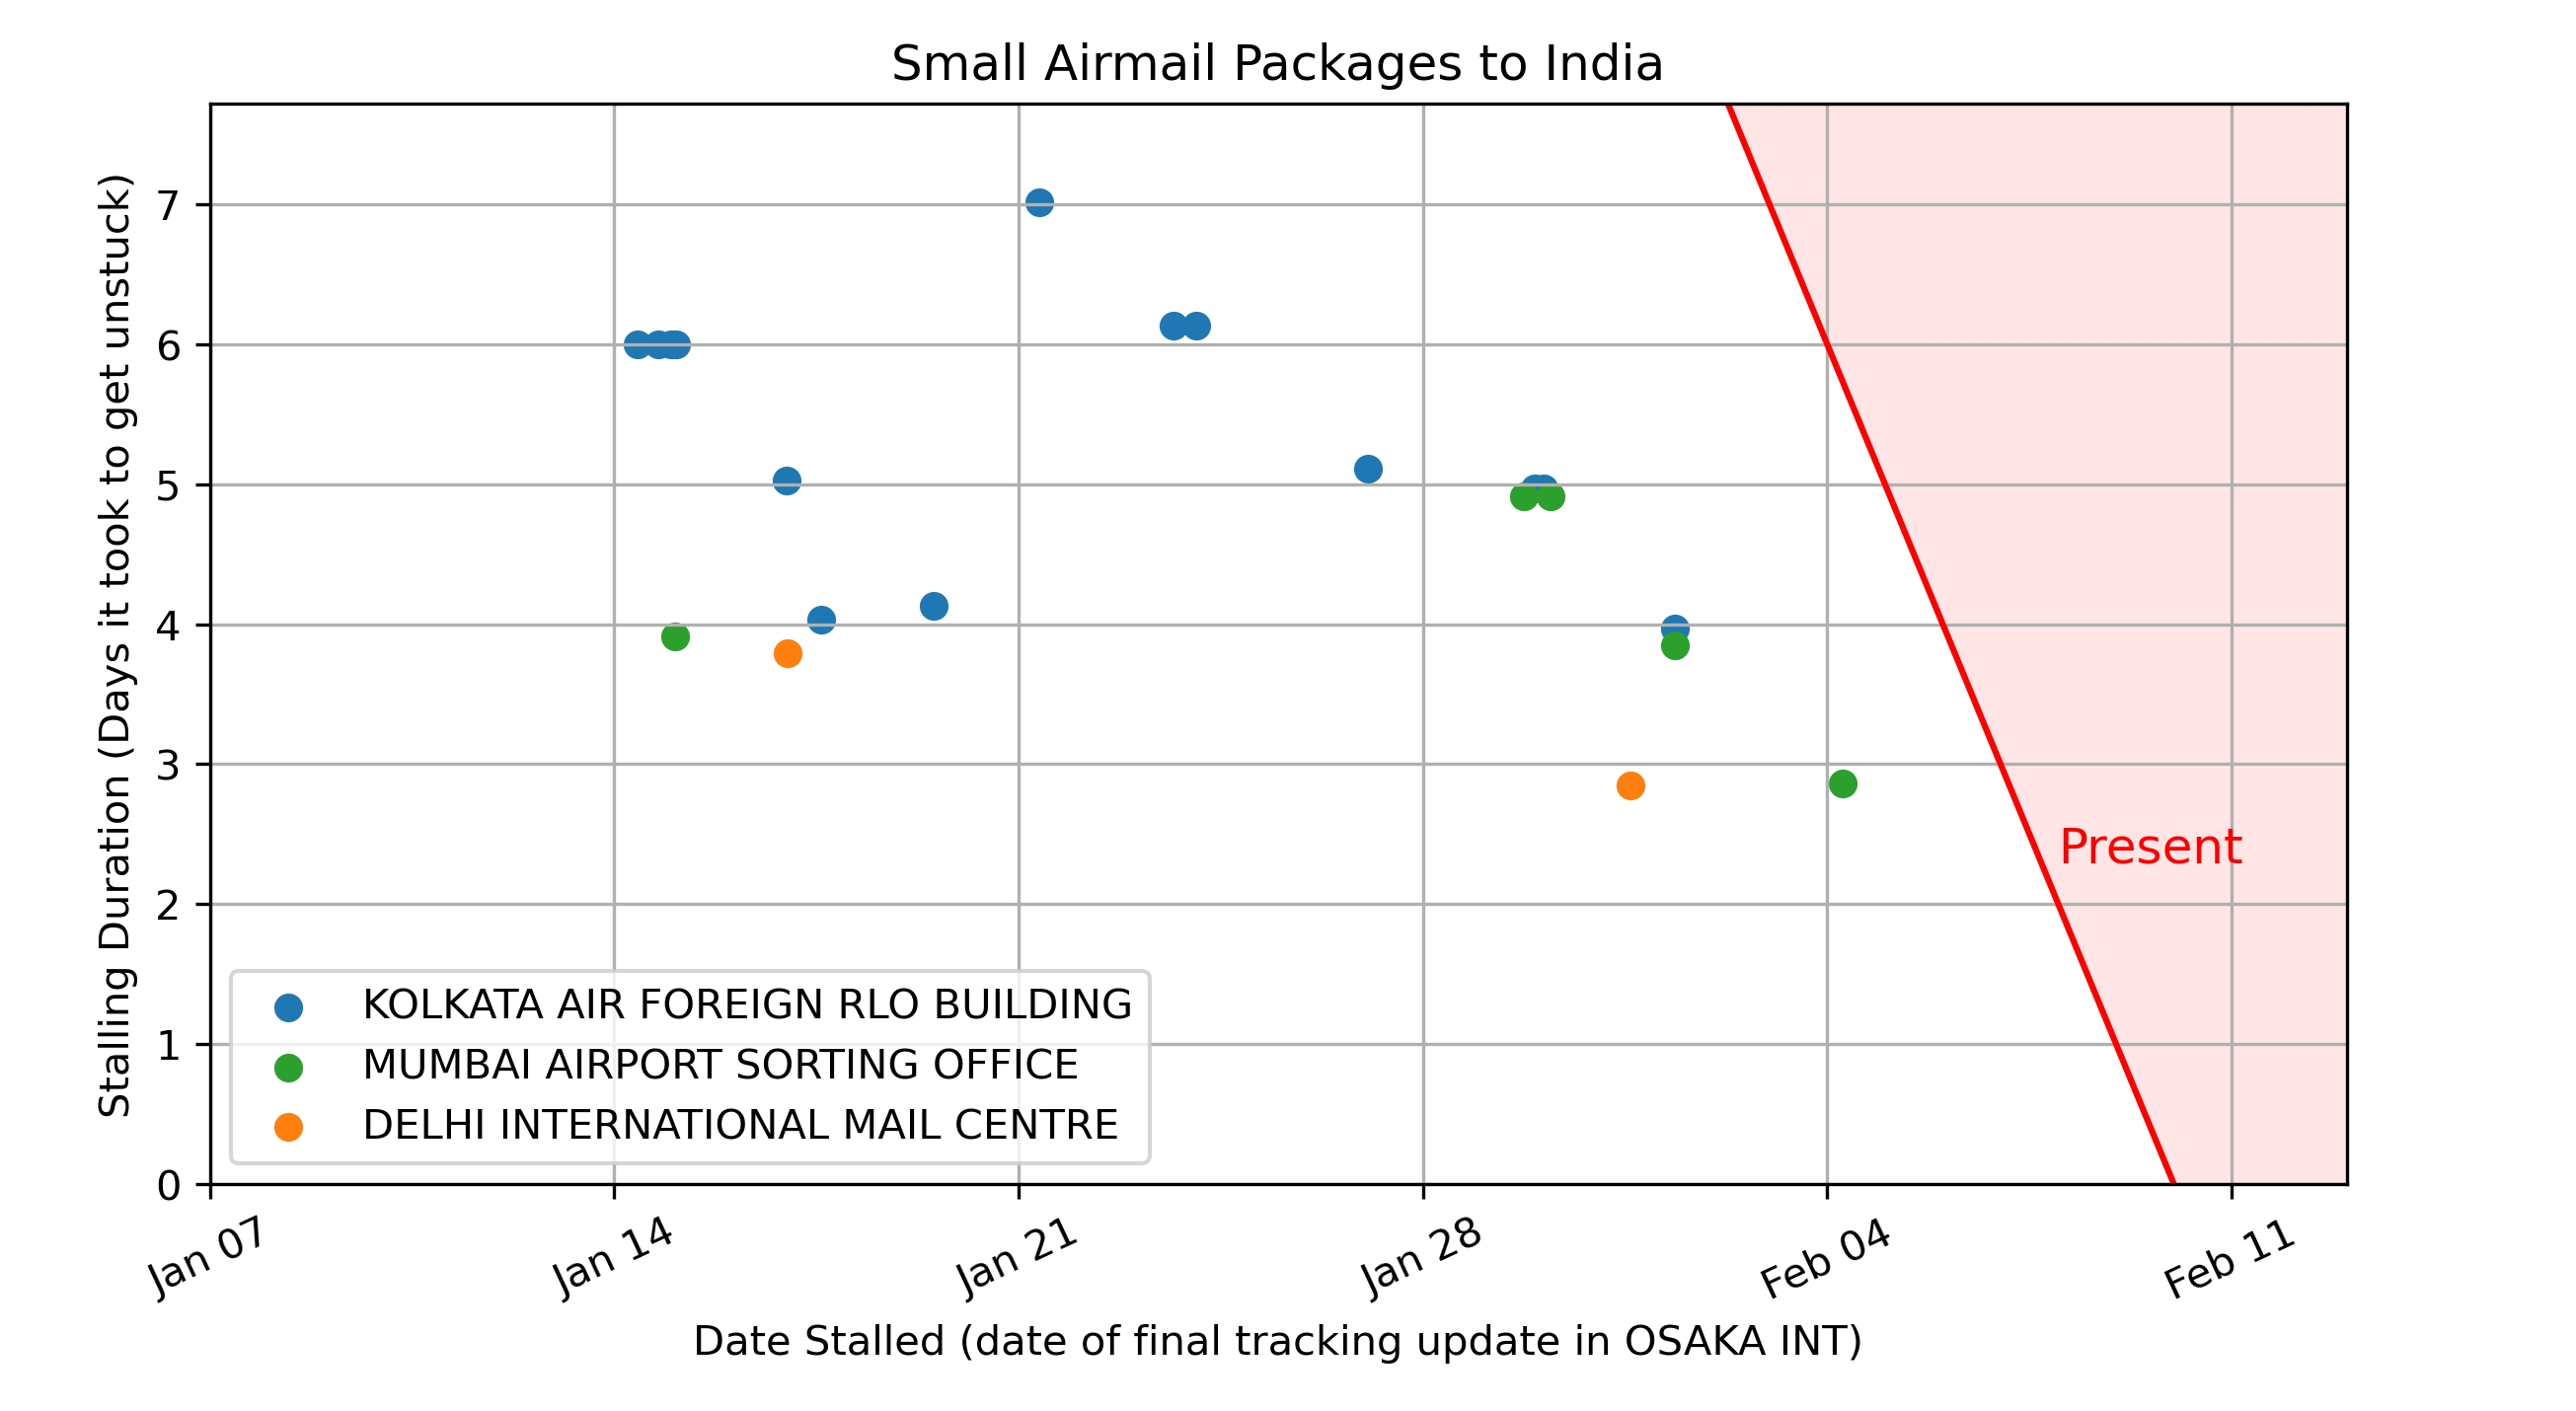 Small Airmail Packages to India
Stalling Duration (Days it took to get unstuck)
7
6
5
4
3
2
1
0
Present
KOLKATA AIR FOREIGN RLO BUILDING
MUMBAI AIRPORT SORTING OFFICE
DELHI INTERNATIONAL MAIL CENTRE
Jan 07
Jan 14
Jan 21
Jan 28
Feb 04
Feb 11
Date Stalled (date of final tracking update in OSAKA INT)